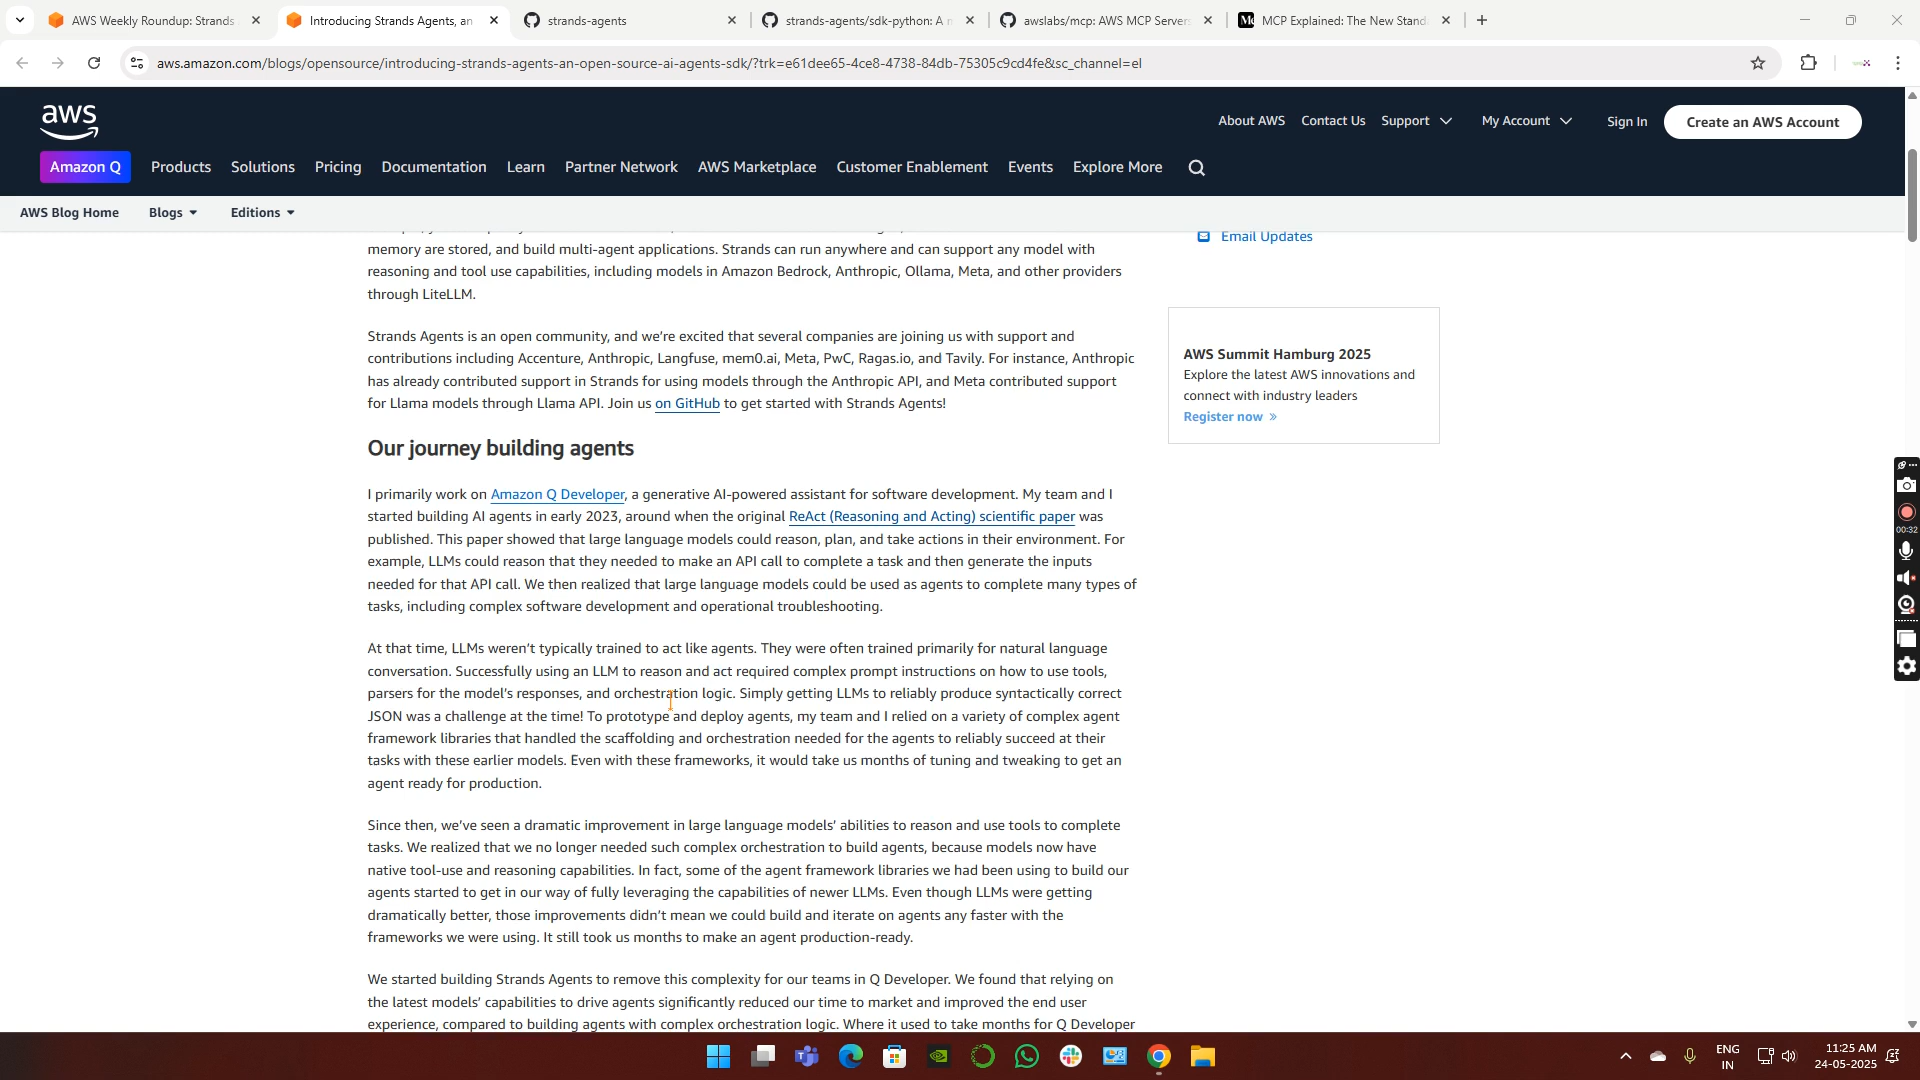 AWS Weekly Roundup: Strands
Introducing Strands Agents, an
strands-agents
strands-agents/sdk-python: A m
awslabs/mcp: AWS MCP Servers
MCP Explained: The New Stand
aws.amazon.com/blogs/opensource/introducing-strands-agents-an-open-source-ai-agents-sdk/?trk=e61dee65-4ce8-4738-84db-75305c9cd4fe&sc_channel=el
aws
About AWS Contact Us Support My Account Sign In Create an AWS Account
Amazon Q Products Solutions Pricing Documentation Learn Partner Network AWS Marketplace Customer Enablement Events Explore More
AWS Blog Home Blogs Editions
memory are stored, and build multi-agent applications. Strands can run anywhere and can support any model with
reasoning and tool use capabilities, including models in Amazon Bedrock, Anthropic, Ollama, Meta, and other providers
through LiteLLM.
Strands Agents is an open community, and we’re excited that several companies are joining us with support and
contributions including Accenture, Anthropic, Langfuse, mem0.ai, Meta, PwC, Ragas.io, and Tavily. For instance, Anthropic
has already contributed support in Strands for using models through the Anthropic API, and Meta contributed support
for Llama models through Llama API. Join us on GitHub to get started with Strands Agents!
Our journey building agents
I primarily work on Amazon Q Developer, a generative AI-powered assistant for software development. My team and I
started building AI agents in early 2023, around when the original ReAct (Reasoning and Acting) scientific paper was
published. This paper showed that large language models could reason, plan, and take actions in their environment. For
example, LLMs could reason that they needed to make an API call to complete a task and then generate the inputs
needed for that API call. We then realized that large language models could be used as agents to complete many types of
tasks, including complex software development and operational troubleshooting.
At that time, LLMs weren’t typically trained to act like agents. They were often trained primarily for natural language
conversation. Successfully using an LLM to reason and act required complex prompt instructions on how to use tools,
parsers for the model’s responses, and orchestration logic. Simply getting LLMs to reliably produce syntactically correct
JSON was a challenge at the time! To prototype and deploy agents, my team and I relied on a variety of complex agent
framework libraries that handled the scaffolding and orchestration needed for the agents to reliably succeed at their
tasks with these earlier models. Even with these frameworks, it would take us months of tuning and tweaking to get an
agent ready for production.
Since then, we’ve seen a dramatic improvement in large language models’ abilities to reason and use tools to complete
tasks. We realized that we no longer needed such complex orchestration to build agents, because models now have
native tool-use and reasoning capabilities. In fact, some of the agent framework libraries we had been using to build our
agents started to get in our way of fully leveraging the capabilities of newer LLMs. Even though LLMs were getting
dramatically better, those improvements didn’t mean we could build and iterate on agents any faster with the
frameworks we were using. It still took us months to make an agent production-ready.
We started building Strands Agents to remove this complexity for our teams in Q Developer. We found that relying on
the latest models’ capabilities to drive agents significantly reduced our time to market and improved the end user
experience, compared to building agents with complex orchestration logic. Where it used to take months for Q Developer
Email Updates
AWS Summit Hamburg 2025
Explore the latest AWS innovations and
connect with industry leaders
Register now »
00:32
ENG
IN
11:25 AM
24-05-2025